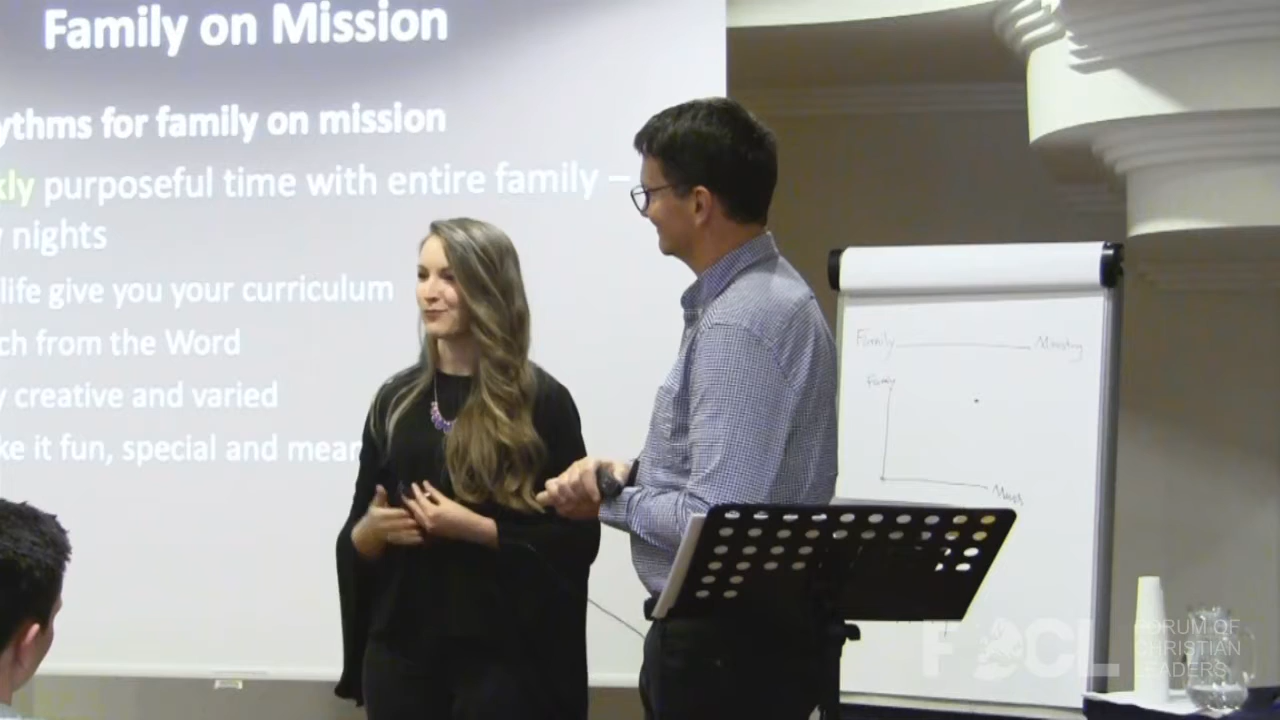 Family on Mission
ythms for family on mission
kly purposeful time with entire family –
y nights
life give you your curriculum
ch from the Word
y creative and varied
ke it fun, special and mean
Family
Ministry
Family
FOCL
FORUM OF
CHRISTIAN
LEADERS